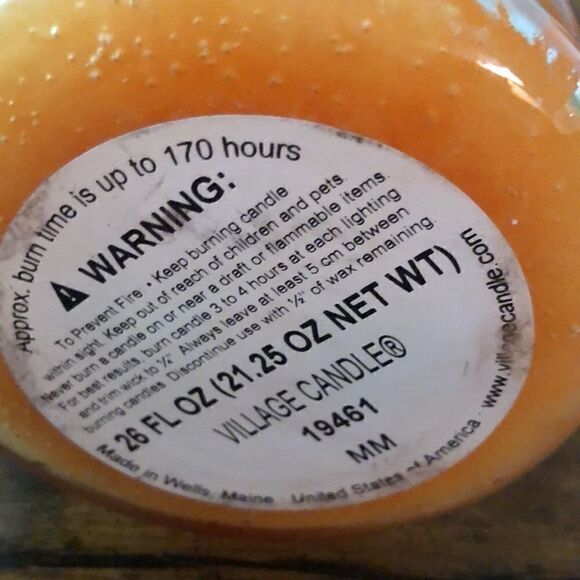 Approx. burn time is up to 170 hours
WARNING:
To Prevent Fire • Keep burning candle
within sight. Keep out of reach of children and pets.
Never burn a candle on or near a draft or flammable items.
For best results, burn candle 3 to 4 hours at each lighting
and trim wick to ¼" Always leave at least 5 cm between
burning candles. Discontinue use with ½" of wax remaining.
26 FL OZ (21.25 OZ NET WT)
VILLAGE CANDLE®
19461
MM
Made in Wells, Maine · United States of America · www.villagecandle.com